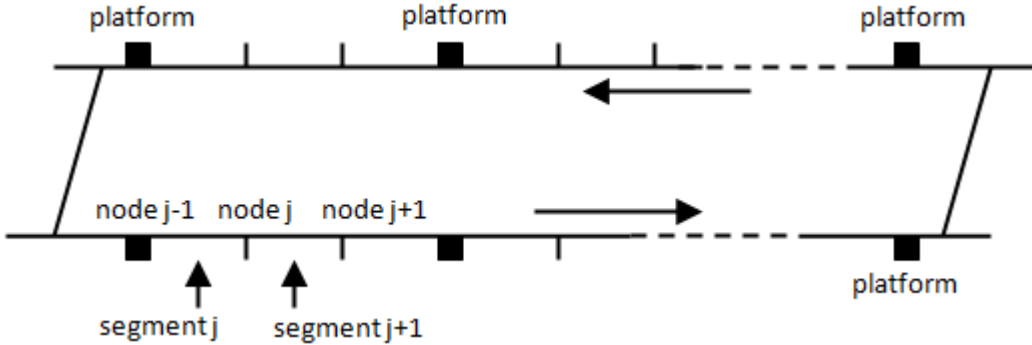 platform platform platform
node j-1 node j node j+1
platform
segment j segment j+1